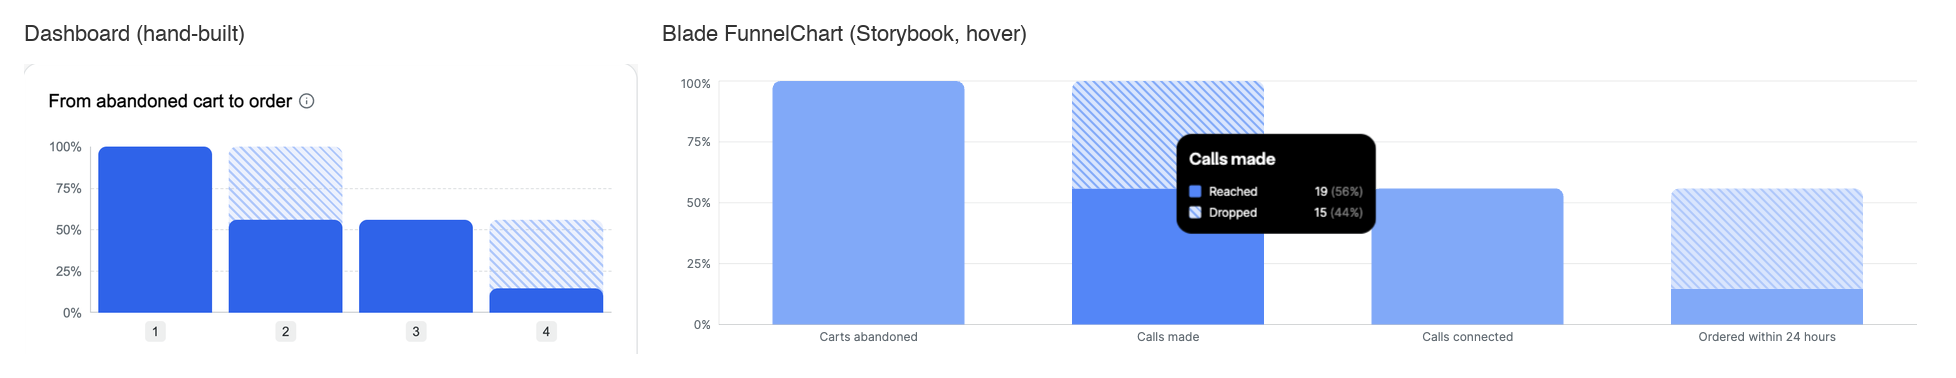 Dashboard (hand-built)
From abandoned cart to order
100%
75%
50%
25%
0%
1
2
3
4
Blade FunnelChart (Storybook, hover)
100%
75%
50%
25%
0%
Calls made
Reached 19 (56%)
Dropped 15 (44%)
Carts abandoned
Calls made
Calls connected
Ordered within 24 hours